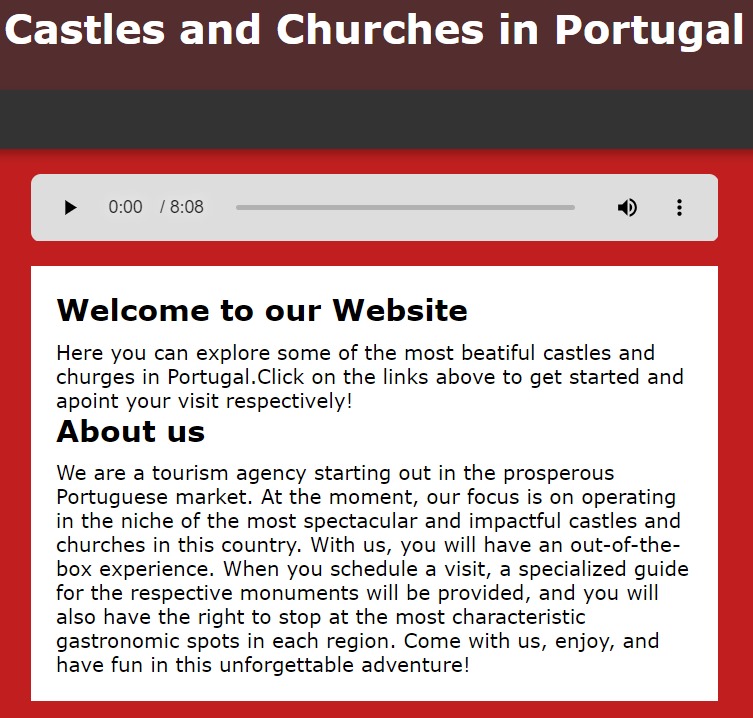 Castles and Churches in Portugal
0:00 / 8:08
Welcome to our Website
Here you can explore some of the most beatiful castles and
churges in Portugal.Click on the links above to get started and
apoint your visit respectively!
About us
We are a tourism agency starting out in the prosperous
Portuguese market. At the moment, our focus is on operating
in the niche of the most spectacular and impactful castles and
churches in this country. With us, you will have an out-of-the-
box experience. When you schedule a visit, a specialized guide
for the respective monuments will be provided, and you will
also have the right to stop at the most characteristic
gastronomic spots in each region. Come with us, enjoy, and
have fun in this unforgettable adventure!